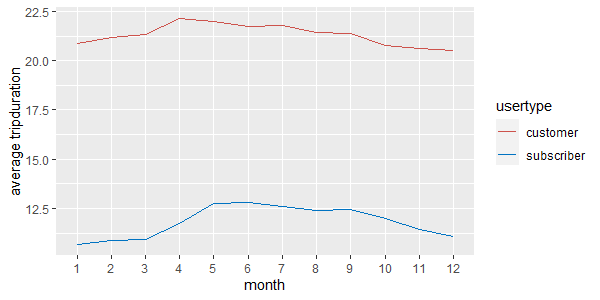 22.5
20.0
17.5
15.0
12.5
average tripduration
1 2 3 4 5 6 7 8 9 10 11 12
month
usertype
customer
subscriber